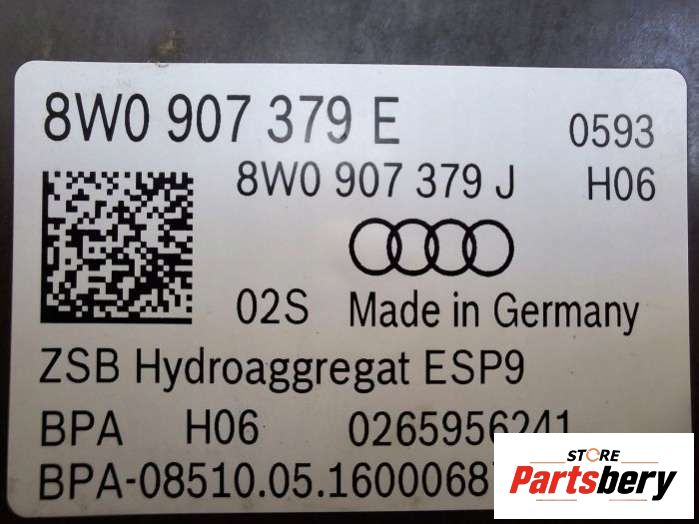 8W0 907 379 E 0593
8W0 907 379 J H06
02S Made in Germany
ZSB Hydroaggregat ESP9
BPA H06 0265956241
BPA-08510.05.1600068
STORE
Partsbery